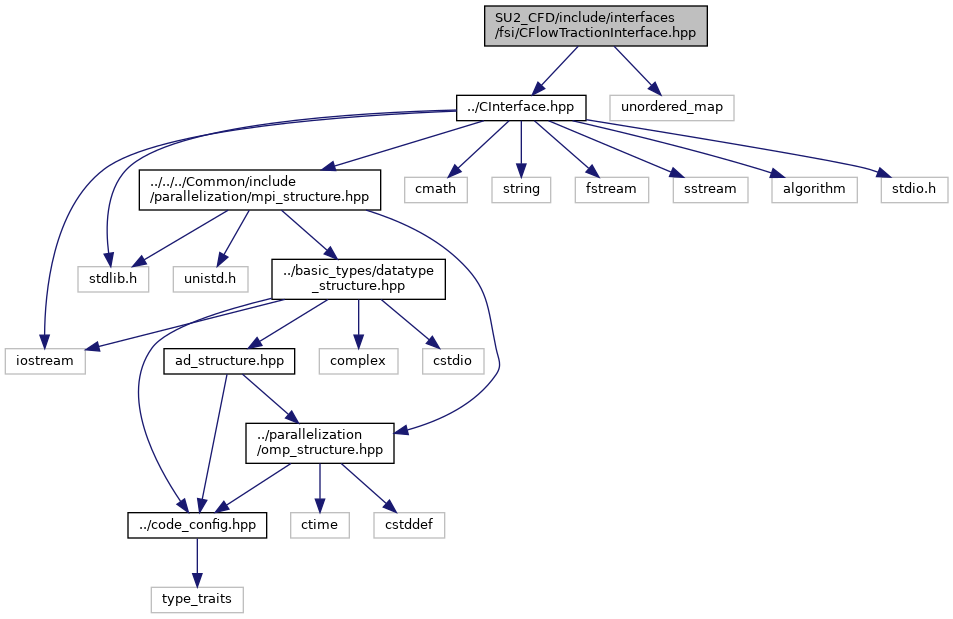 SU2_CFD/include/interfaces
/fsi/CFlowTractionInterface.hpp
../CInterface.hpp
unordered_map
../../../Common/include
/parallelization/mpi_structure.hpp
cmath
string
fstream
sstream
algorithm
stdio.h
stdlib.h
unistd.h
../basic_types/datatype
_structure.hpp
iostream
ad_structure.hpp
complex
cstdio
../parallelization
/omp_structure.hpp
../code_config.hpp
ctime
cstddef
type_traits